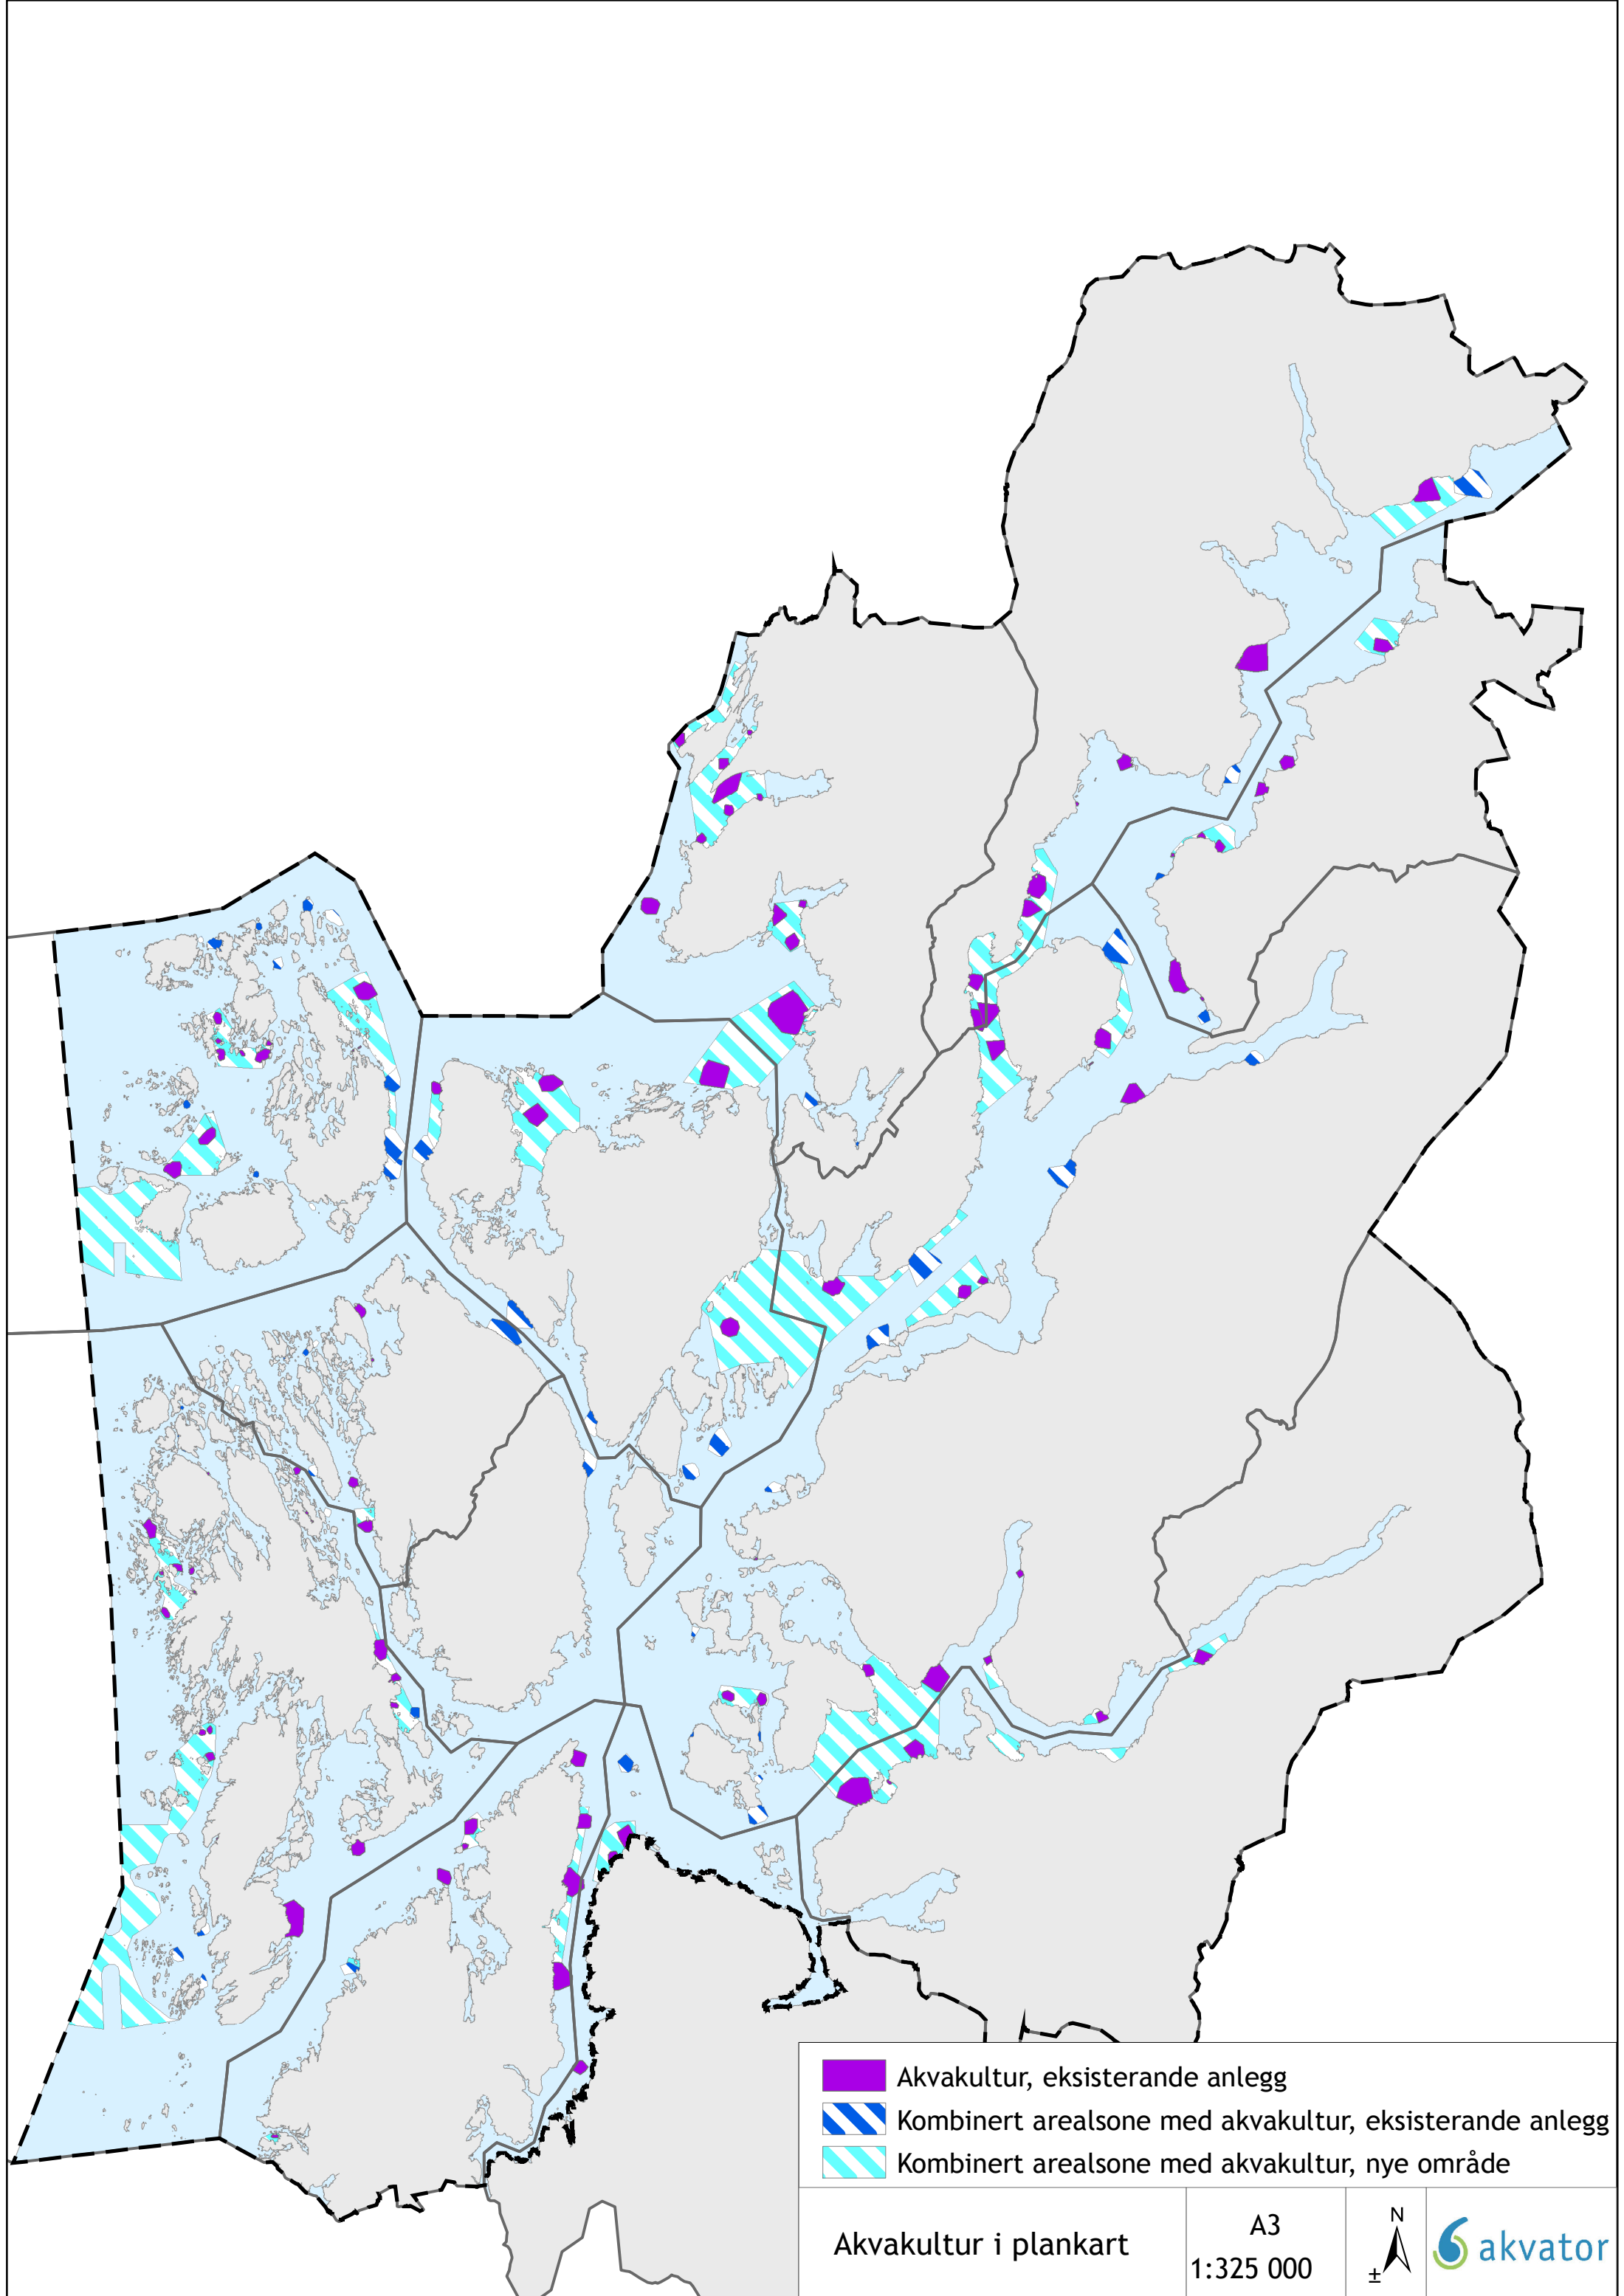 Akvakultur, eksisterande anlegg
Kombinert arealsone med akvakultur, eksisterande anlegg
Kombinert arealsone med akvakultur, nye område
Akvakultur i plankart
A3
1:325 000
N
±
akvator